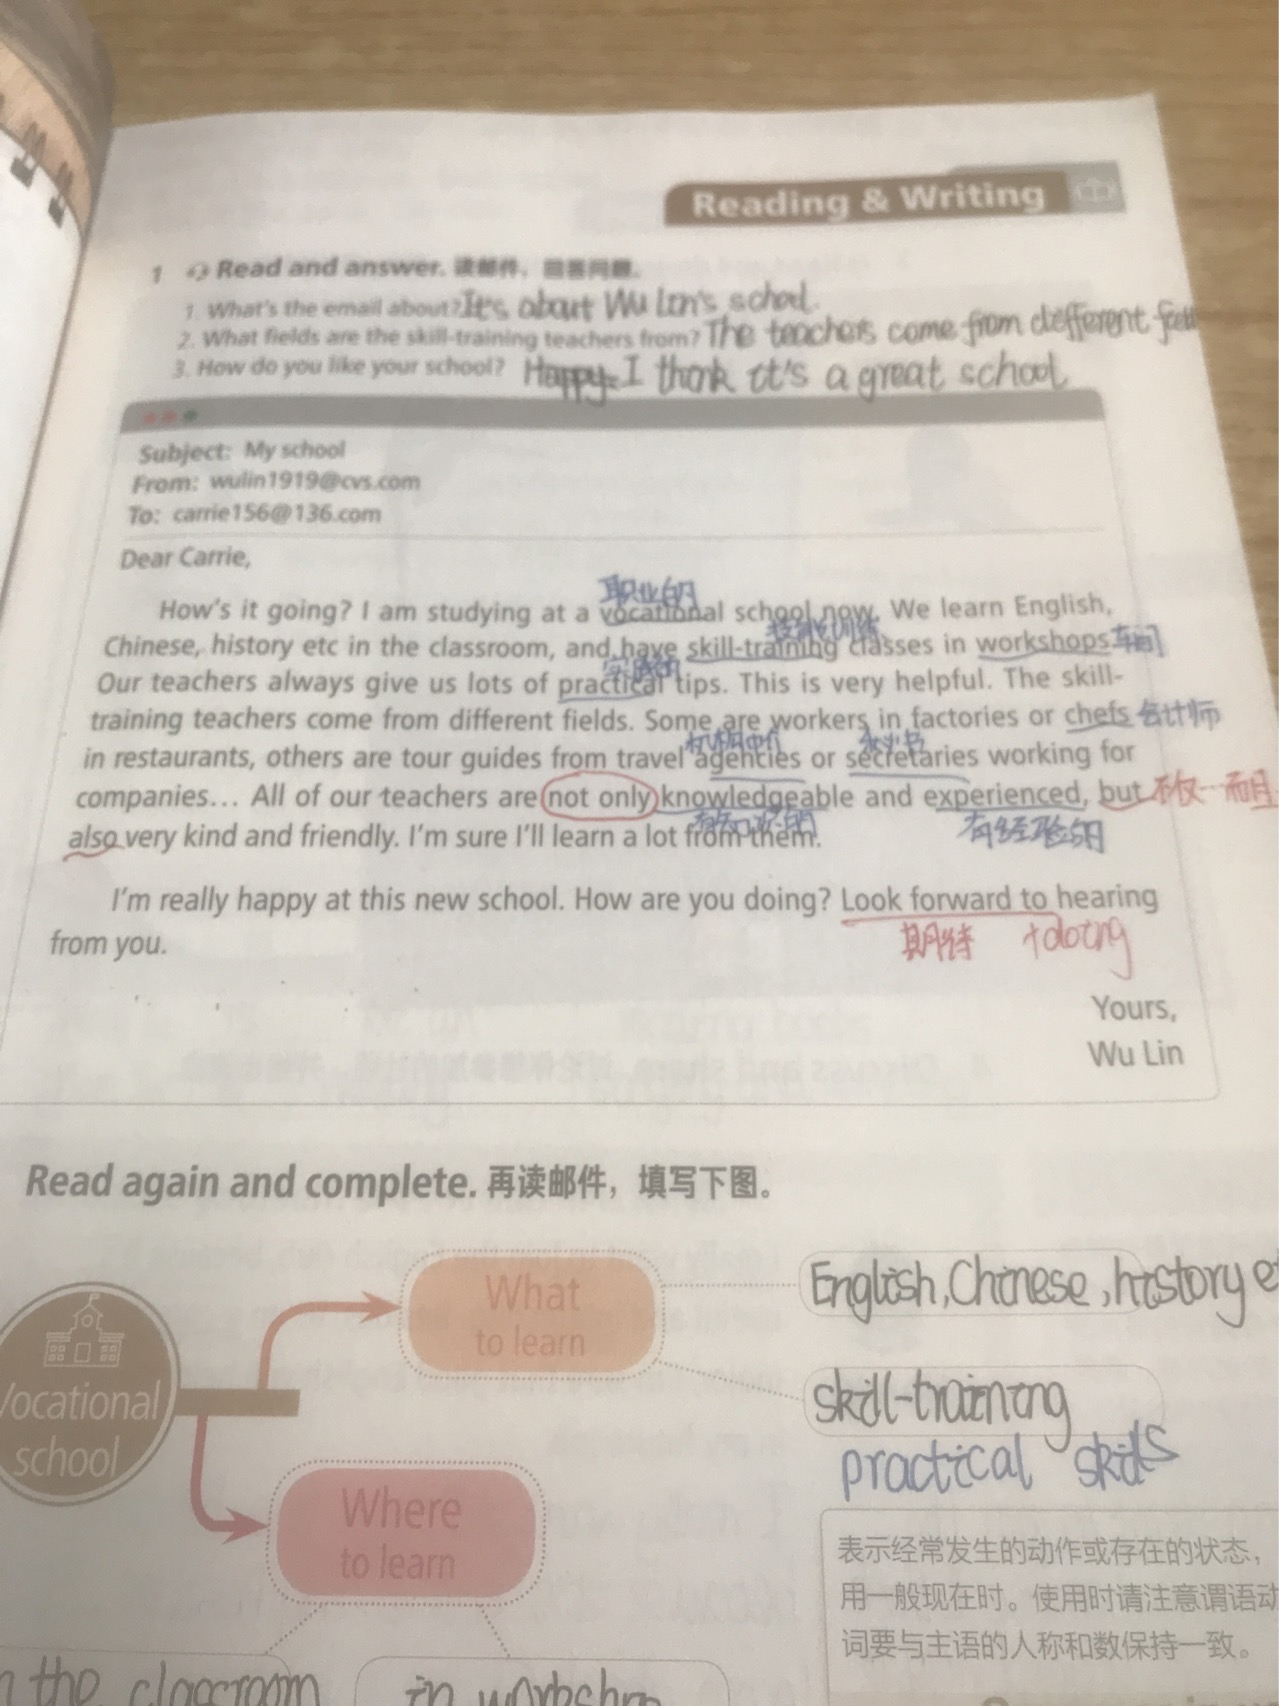 Reading & Writing
1 Read and answer. 读邮件，回答问题。
1. What's the email about? It's about Wu Lin's school.
2. What fields are the skill-training teachers from? The teachers come from defferent
3. How do you like your school? Happy. I think it's a great school
Subject: My school
From: wulin1919@cvs.com
To: carrie156@136.com
Dear Carrie,
职业的
How's it going? I am studying at a vocational school now. We learn English,
技能训练
Chinese, history etc in the classroom, and have skill-training classes in workshops 车间
实践的
Our teachers always give us lots of practical tips. This is very helpful. The skill-
training teachers come from different fields. Some are workers in factories or chefs 会计师
机构中介
in restaurants, others are tour guides from travel agencies or secretaries working for
companies... All of our teachers are not only knowledgeable and experienced, but 不仅…而且
有知识的 有经验的
also very kind and friendly. I'm sure I'll learn a lot from them.
I'm really happy at this new school. How are you doing? Look forward to hearing
期待 +doing
from you.
Yours,
Wu Lin
Read again and complete. 再读邮件，填写下图。
What
to learn
English, Chinese, history
Vocational
school
skill-training
practical skills
Where
to learn
表示经常发生的动作或存在的状态，
用一般现在时。使用时请注意谓语动
词要与主语的人称和数保持一致。
the classroom
in